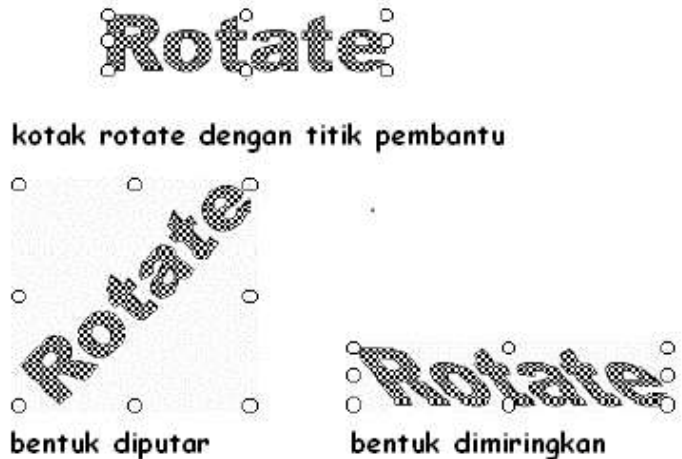 Rotate
kotak rotate dengan titik pembantu
Rotate
Rotate
bentuk diputar
bentuk dimiringkan